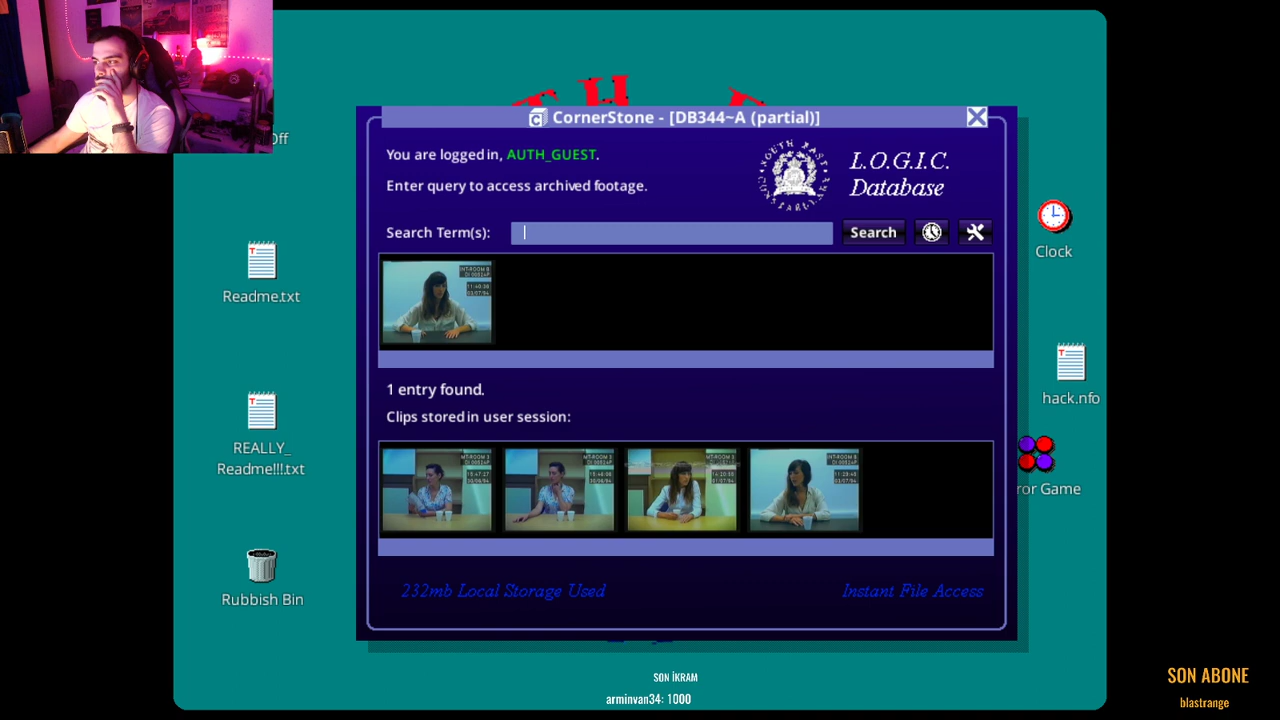 CornerStone - [DB344~A (partial)]
You are logged in, AUTH_GUEST.
Enter query to access archived footage.
L.O.G.I.C.
Database
Search Term(s):
Search
1 entry found.
Clips stored in user session:
232mb Local Storage Used
Instant File Access
Off
Readme.txt
REALLY_
Readme!!!.txt
Rubbish Bin
Clock
hack.nfo
ror Game
SON İKRAM
arminvan34: 1000
SON ABONE
blastrange